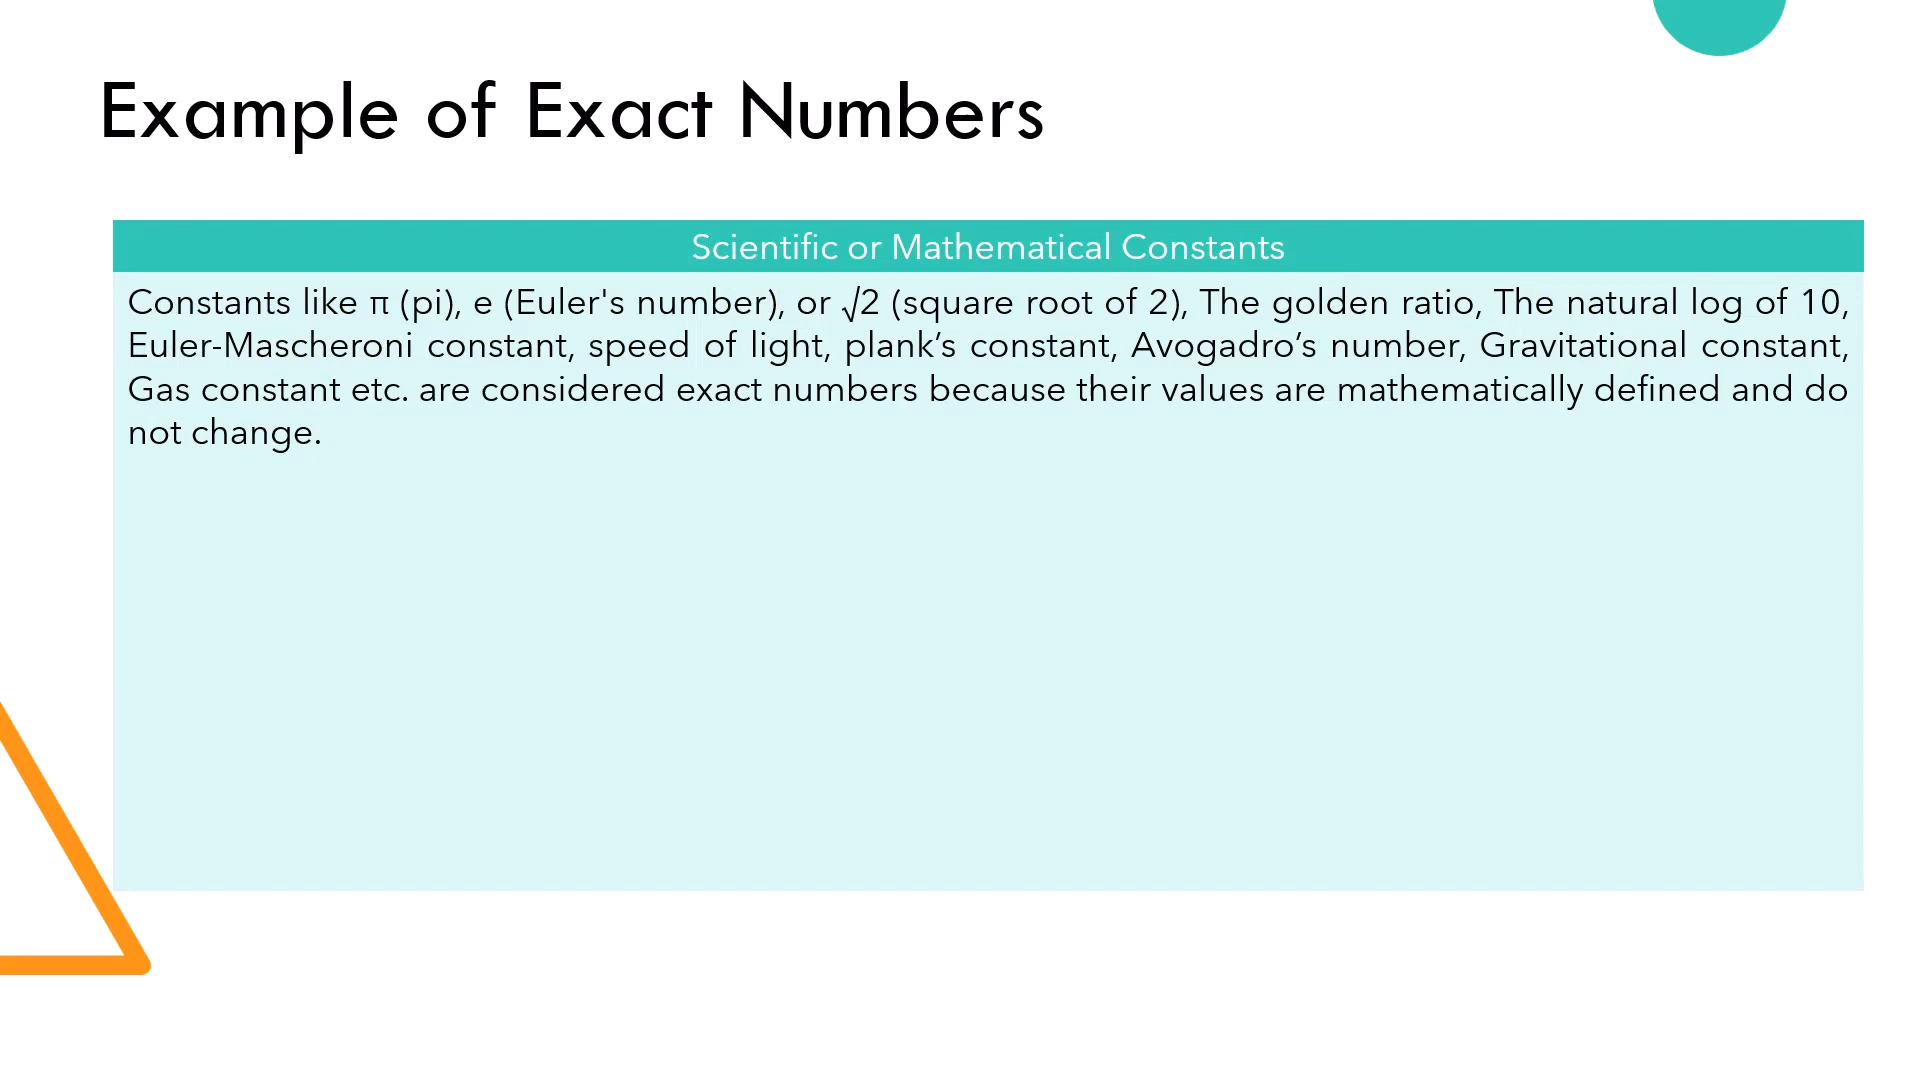 Example of Exact Numbers
Scientific or Mathematical Constants
Constants like π (pi), e (Euler's number), or √2 (square root of 2), The golden ratio, The natural log of 10,
Euler-Mascheroni constant, speed of light, plank’s constant, Avogadro’s number, Gravitational constant,
Gas constant etc. are considered exact numbers because their values are mathematically defined and do
not change.